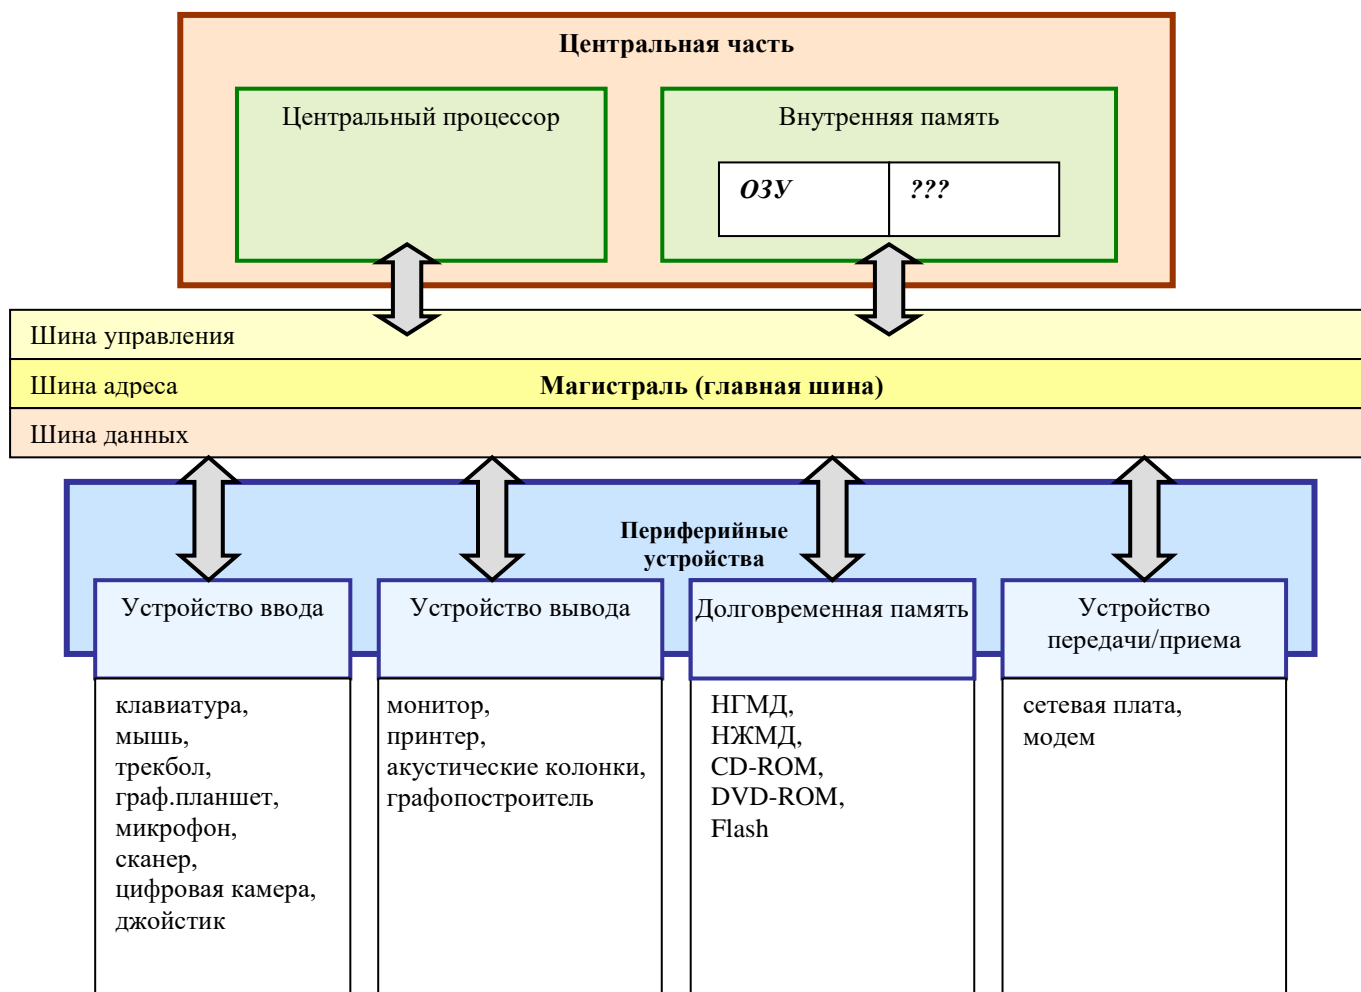 Центральная часть
Центральный процессор
Внутренняя память
ОЗУ
???
Шина управления
Шина адреса
Магистраль (главная шина)
Шина данных
Периферийные
устройства
Устройство ввода
Устройство вывода
Долговременная память
Устройство
передачи/приема
клавиатура,
мышь,
трекбол,
граф.планшет,
микрофон,
сканер,
цифровая камера,
джойстик
монитор,
принтер,
акустические колонки,
графопостроитель
НГМД,
НЖМД,
CD-ROM,
DVD-ROM,
Flash
сетевая плата,
модем